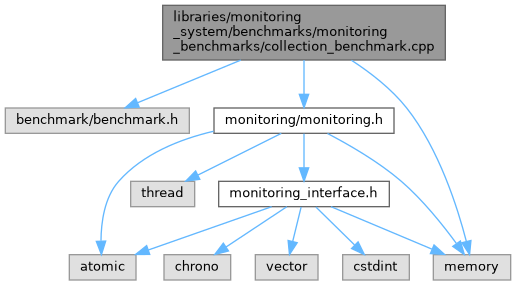 libraries/monitoring
_system/benchmarks/monitoring
_benchmarks/collection_benchmark.cpp
benchmark/benchmark.h
monitoring/monitoring.h
thread
monitoring_interface.h
atomic
chrono
vector
cstdint
memory